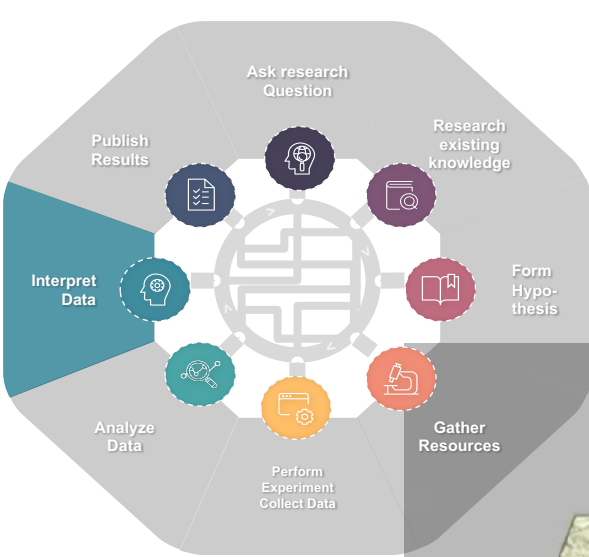 Ask research
Question
Research
existing
knowledge
Form
Hypo-
thesis
Gather
Resources
Perform
Experiment
Collect Data
Analyze
Data
Interpret
Data
Publish
Results